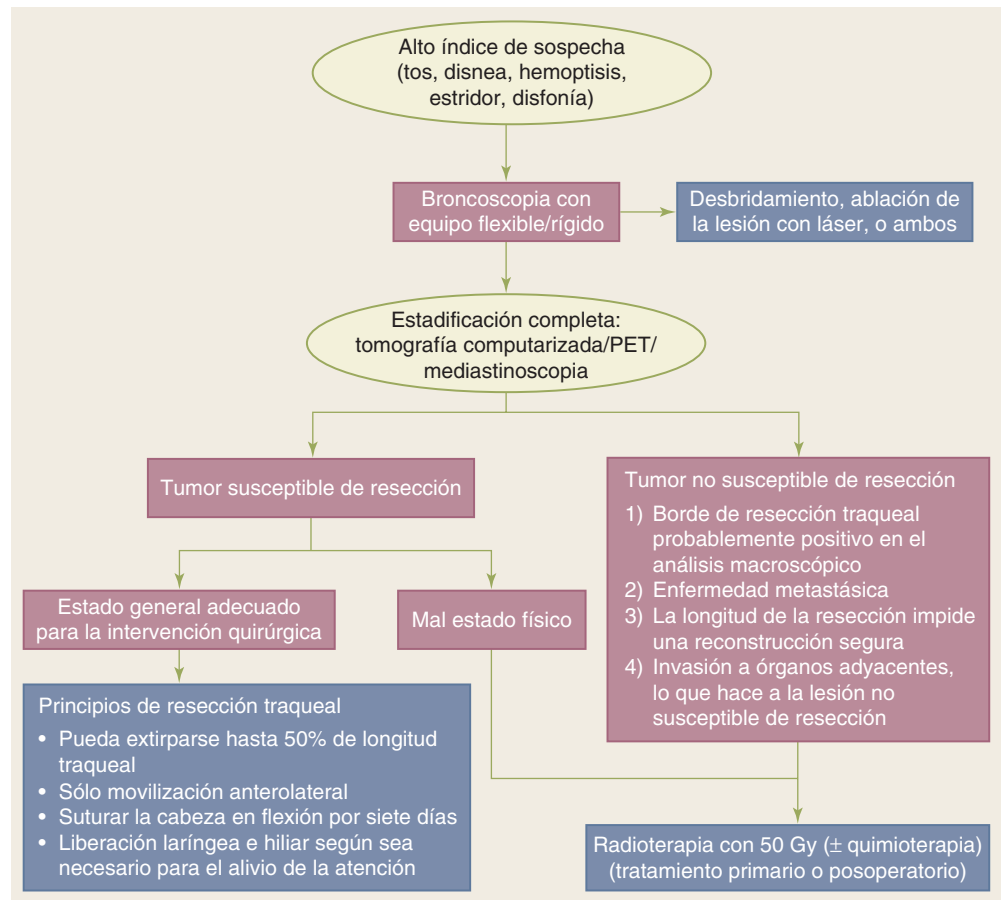 Alto índice de sospecha
(tos, disnea, hemoptisis,
estridor, disfonía)
Broncoscopia con
equipo flexible/rígido
Desbridamiento, ablación de
la lesión con láser, o ambos
Estadificación completa:
tomografía computarizada/PET/
mediastinoscopia
Tumor susceptible de resección
Tumor no susceptible de resección
1) Borde de resección traqueal
probablemente positivo en el
análisis macroscópico
2) Enfermedad metastásica
3) La longitud de la resección impide
una reconstrucción segura
4) Invasión a órganos adyacentes,
lo que hace a la lesión no
susceptible de resección
Estado general adecuado
para la intervención quirúrgica
Mal estado físico
Principios de resección traqueal
• Pueda extirparse hasta 50% de longitud
traqueal
• Sólo movilización anterolateral
• Suturar la cabeza en flexión por siete días
• Liberación laríngea e hiliar según sea
necesario para el alivio de la atención
Radioterapia con 50 Gy (± quimioterapia)
(tratamiento primario o posoperatorio)